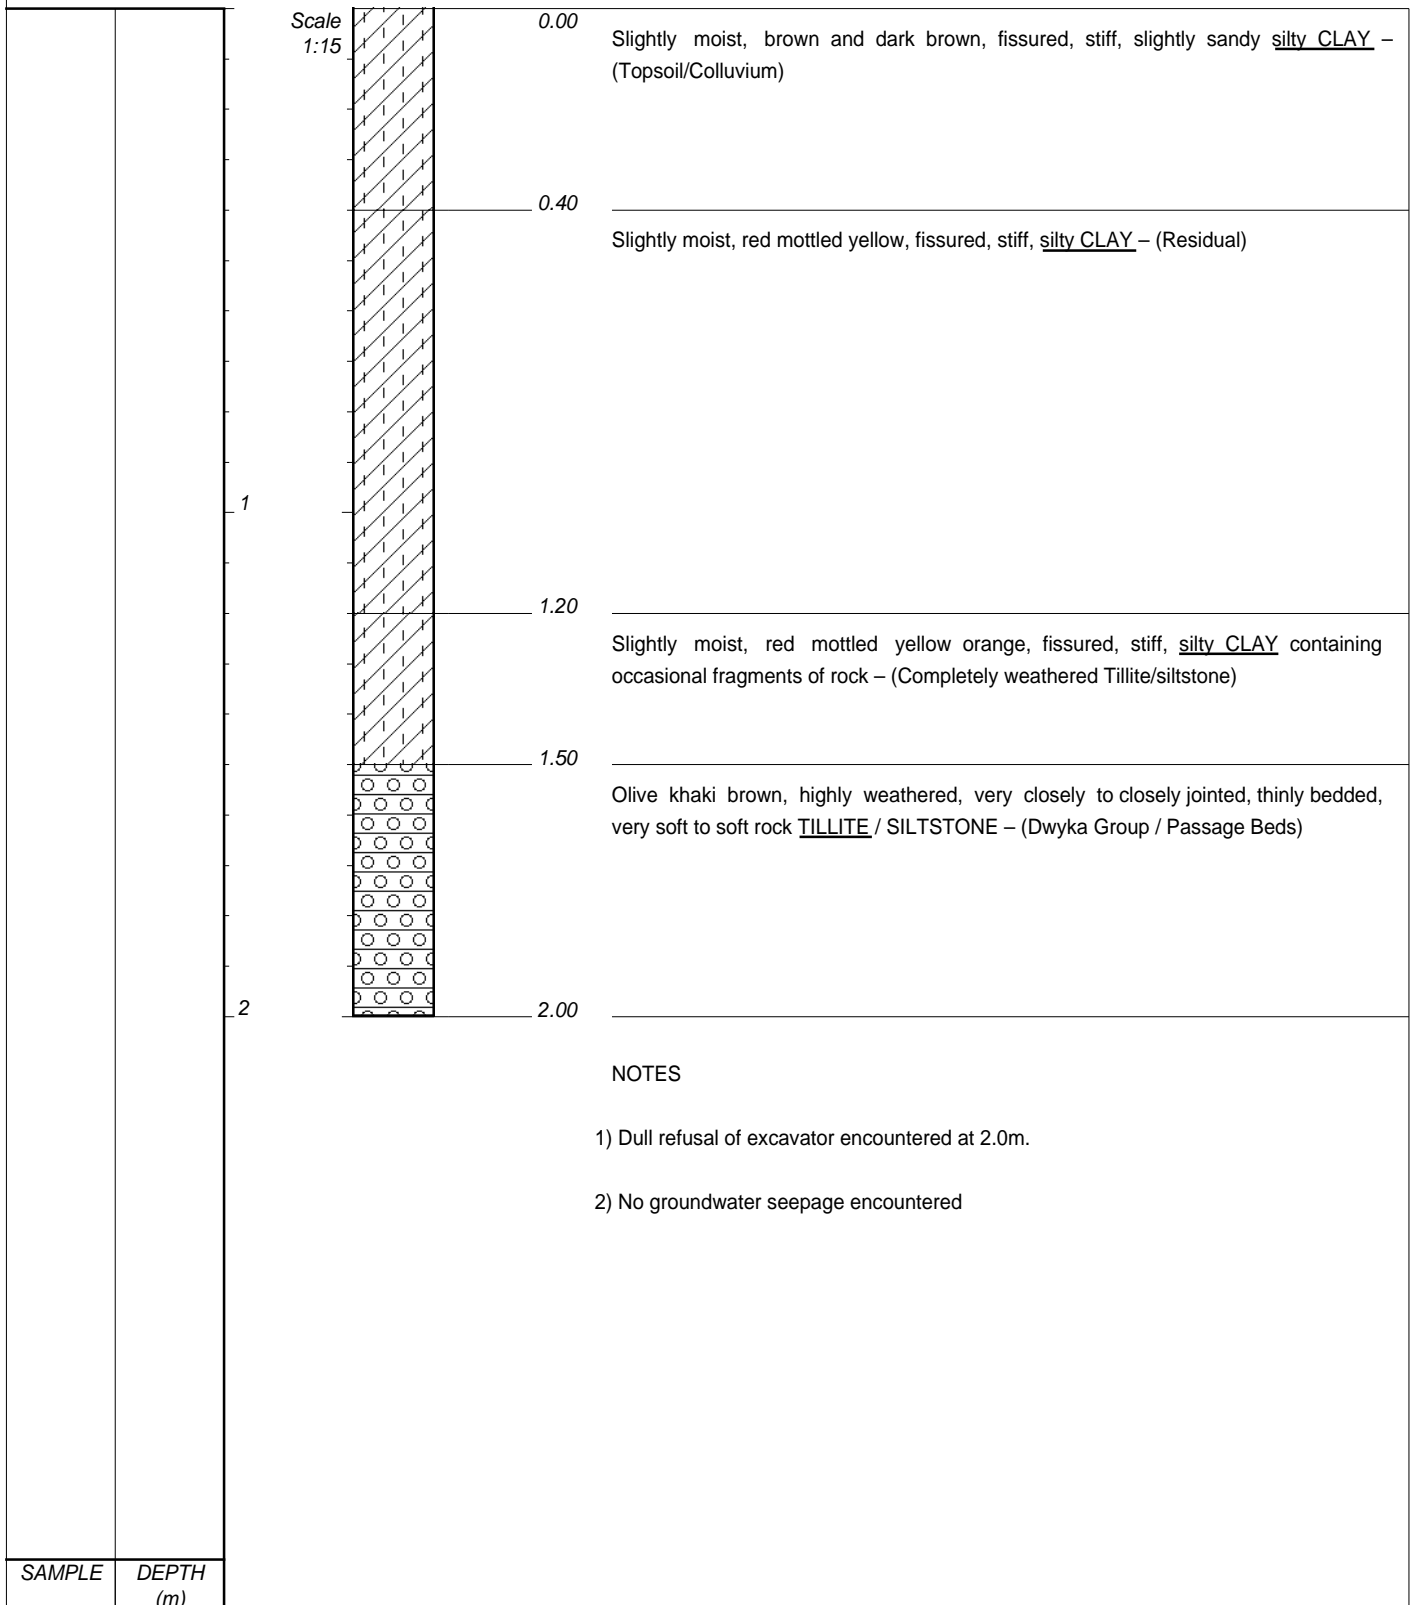 Scale
1:15
0.00
Slightly moist, brown and dark brown, fissured, stiff, slightly sandy silty CLAY –
(Topsoil/Colluvium)
0.40
Slightly moist, red mottled yellow, fissured, stiff, silty CLAY – (Residual)
1
1.20
Slightly moist, red mottled yellow orange, fissured, stiff, silty CLAY containing
occasional fragments of rock – (Completely weathered Tillite/siltstone)
1.50
Olive khaki brown, highly weathered, very closely to closely jointed, thinly bedded,
very soft to soft rock TILLITE / SILTSTONE – (Dwyka Group / Passage Beds)
2
2.00
NOTES
1) Dull refusal of excavator encountered at 2.0m.
2) No groundwater seepage encountered
SAMPLE
DEPTH
(m)